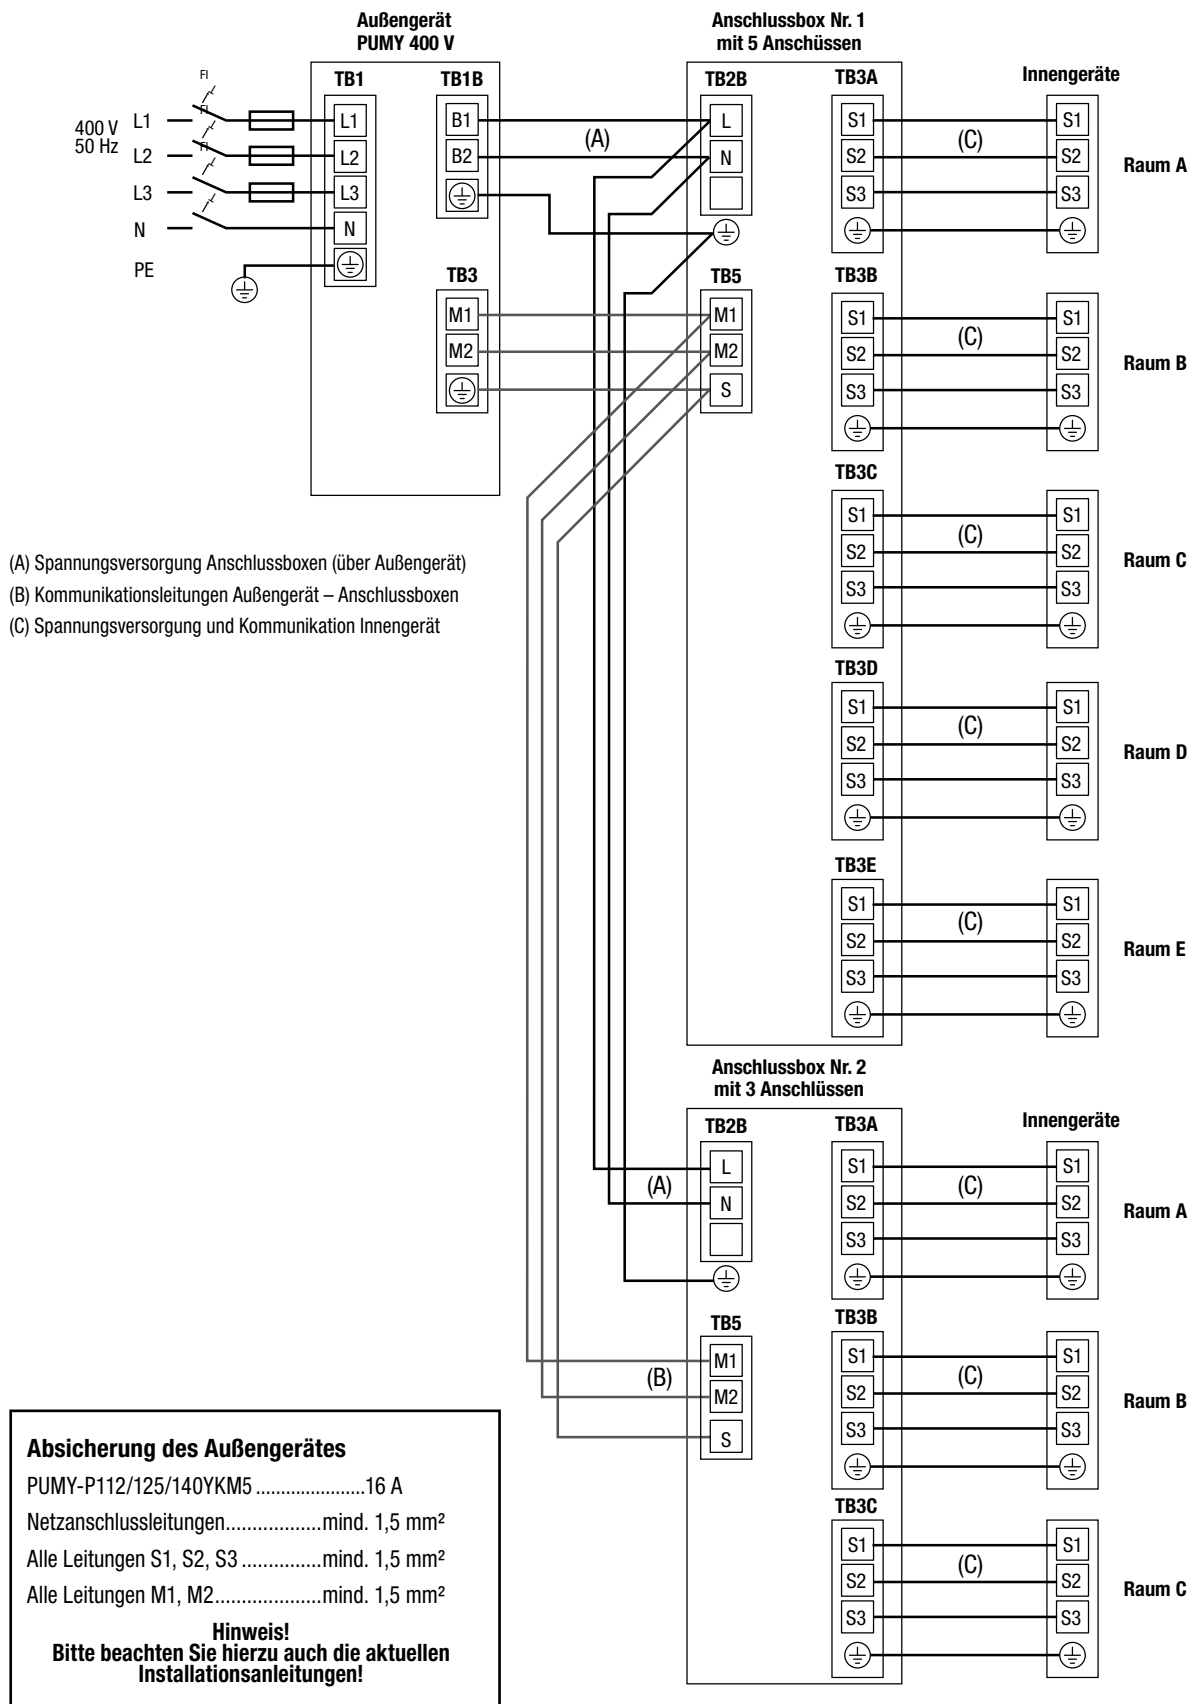 Außengerät
PUMY 400 V
Anschlussbox Nr. 1
mit 5 Anschüssen
TB1
TB1B
TB2B
TB3A
Innengeräte
400 V
50 Hz
FI
FI
FI
L1
L2
L3
N
PE
L1
L2
L3
N
B1
B2
(A)
L
N
S1
S2
S3
(C)
S1
S2
S3
Raum A
TB3
M1
M2
TB5
M1
M2
S
TB3B
S1
S2
S3
(C)
S1
S2
S3
Raum B
TB3C
S1
S2
S3
(C)
S1
S2
S3
Raum C
(A) Spannungsversorgung Anschlussboxen (über Außengerät)
(B) Kommunikationsleitungen Außengerät – Anschlussboxen
(C) Spannungsversorgung und Kommunikation Innengerät
TB3D
S1
S2
S3
(C)
S1
S2
S3
Raum D
TB3E
S1
S2
S3
(C)
S1
S2
S3
Raum E
Anschlussbox Nr. 2
mit 3 Anschlüssen
TB2B
TB3A
Innengeräte
(A)
L
N
S1
S2
S3
(C)
S1
S2
S3
Raum A
TB5
(B)
M1
M2
S
TB3B
S1
S2
S3
(C)
S1
S2
S3
Raum B
TB3C
S1
S2
S3
(C)
S1
S2
S3
Raum C
Absicherung des Außengerätes
PUMY-P112/125/140YKM5 ......................16 A
Netzanschlussleitungen...................mind. 1,5 mm²
Alle Leitungen S1, S2, S3 ................mind. 1,5 mm²
Alle Leitungen M1, M2.....................mind. 1,5 mm²
Hinweis!
Bitte beachten Sie hierzu auch die aktuellen
Installationsanleitungen!